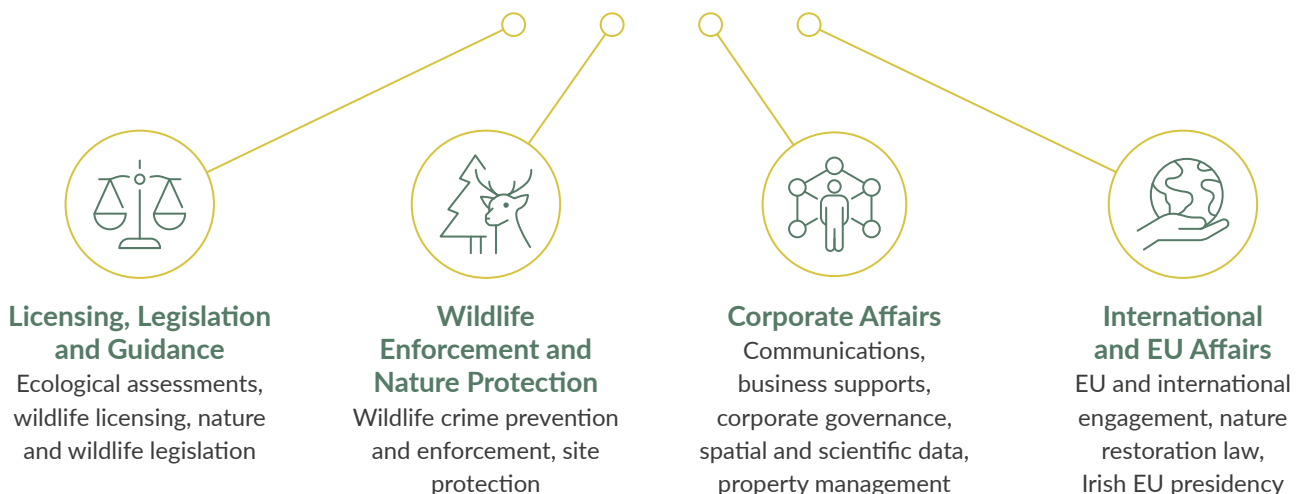 Licensing, Legislation
and Guidance
Ecological assessments,
wildlife licensing, nature
and wildlife legislation
Wildlife
Enforcement and
Nature Protection
Wildlife crime prevention
and enforcement, site
protection
Corporate Affairs
Communications,
business supports,
corporate governance,
spatial and scientific data,
property management
International
and EU Affairs
EU and international
engagement, nature
restoration law,
Irish EU presidency